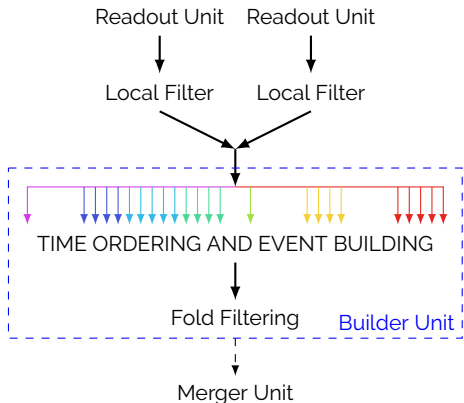 Readout Unit Readout Unit
Local Filter Local Filter
TIME ORDERING AND EVENT BUILDING
Fold Filtering
Builder Unit
Merger Unit